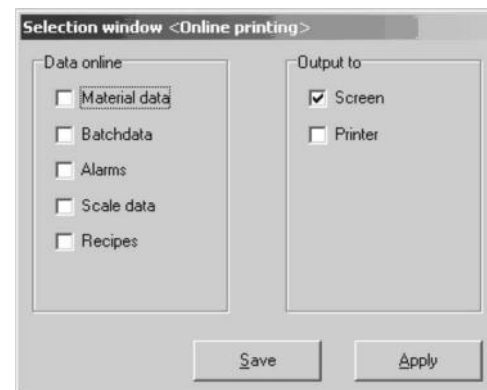 Selection window <Online printing>
Data online
Material data
Batchdata
Alarms
Scale data
Recipes
Output to
Screen
Printer
Save
Apply